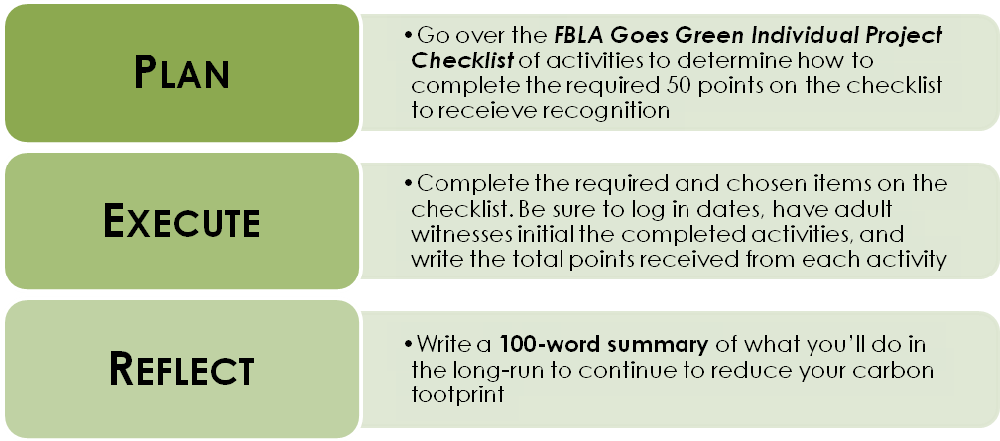 PLAN
• Go over the FBLA Goes Green Individual Project
Checklist of activities to determine how to
complete the required 50 points on the checklist
to receieve recognition
EXECUTE
• Complete the required and chosen items on the
checklist. Be sure to log in dates, have adult
witnesses initial the completed activities, and
write the total points received from each activity
REFLECT
• Write a 100-word summary of what you'll do in
the long-run to continue to reduce your carbon
footprint